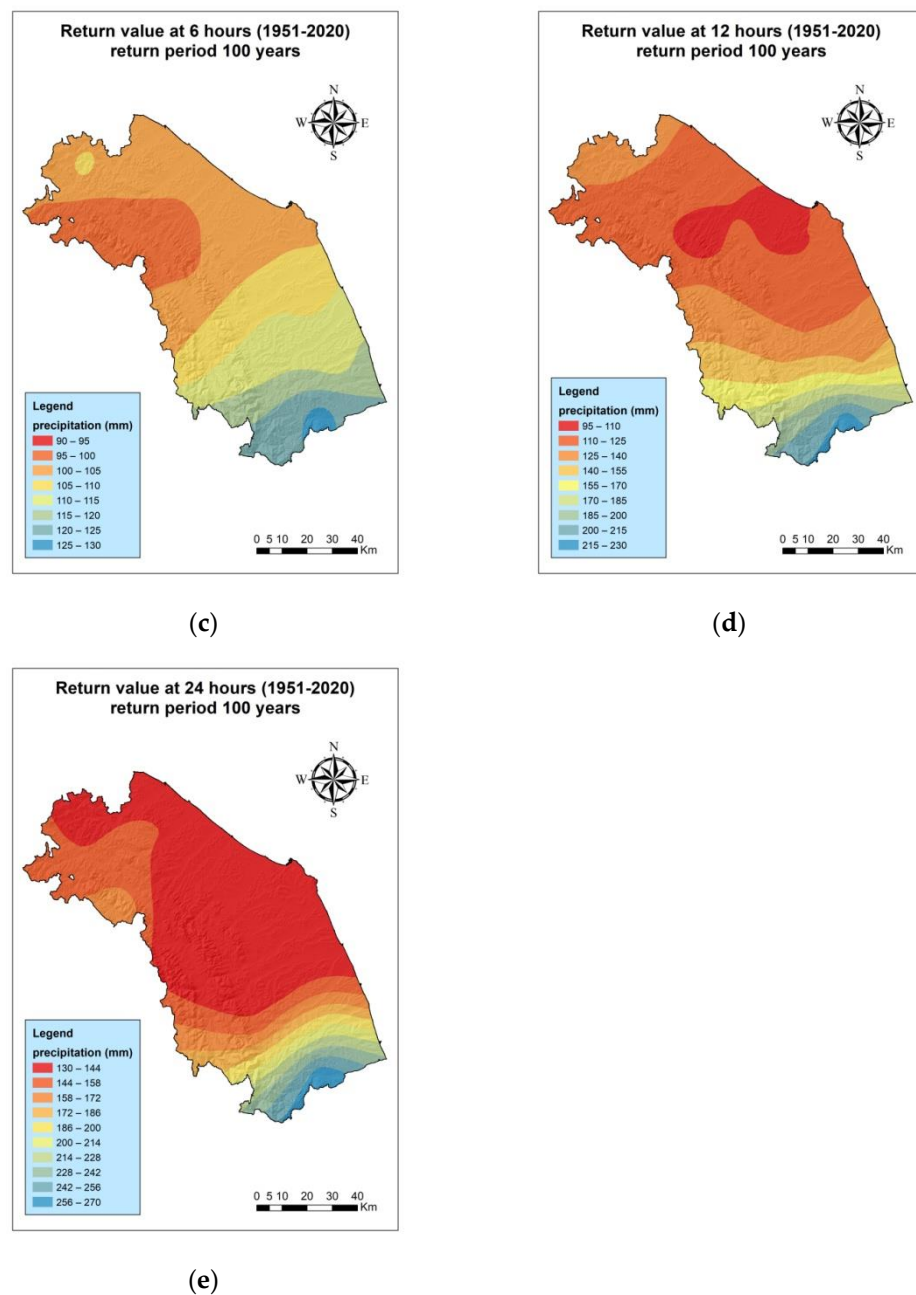 Return value at 6 hours (1951-2020)
return period 100 years
N
W E
S
Legend
precipitation (mm)
90 – 95
95 – 100
100 – 105
105 – 110
110 – 115
115 – 120
120 – 125
125 – 130
0 5 10 20 30 40
Km
(c)
Return value at 12 hours (1951-2020)
return period 100 years
N
W E
S
Legend
precipitation (mm)
95 – 110
110 – 125
125 – 140
140 – 155
155 – 170
170 – 185
185 – 200
200 – 215
215 – 230
0 5 10 20 30 40
Km
(d)
Return value at 24 hours (1951-2020)
return period 100 years
N
W E
S
Legend
precipitation (mm)
130 – 144
144 – 158
158 – 172
172 – 186
186 – 200
200 – 214
214 – 228
228 – 242
242 – 256
256 – 270
0 5 10 20 30 40
Km
(e)